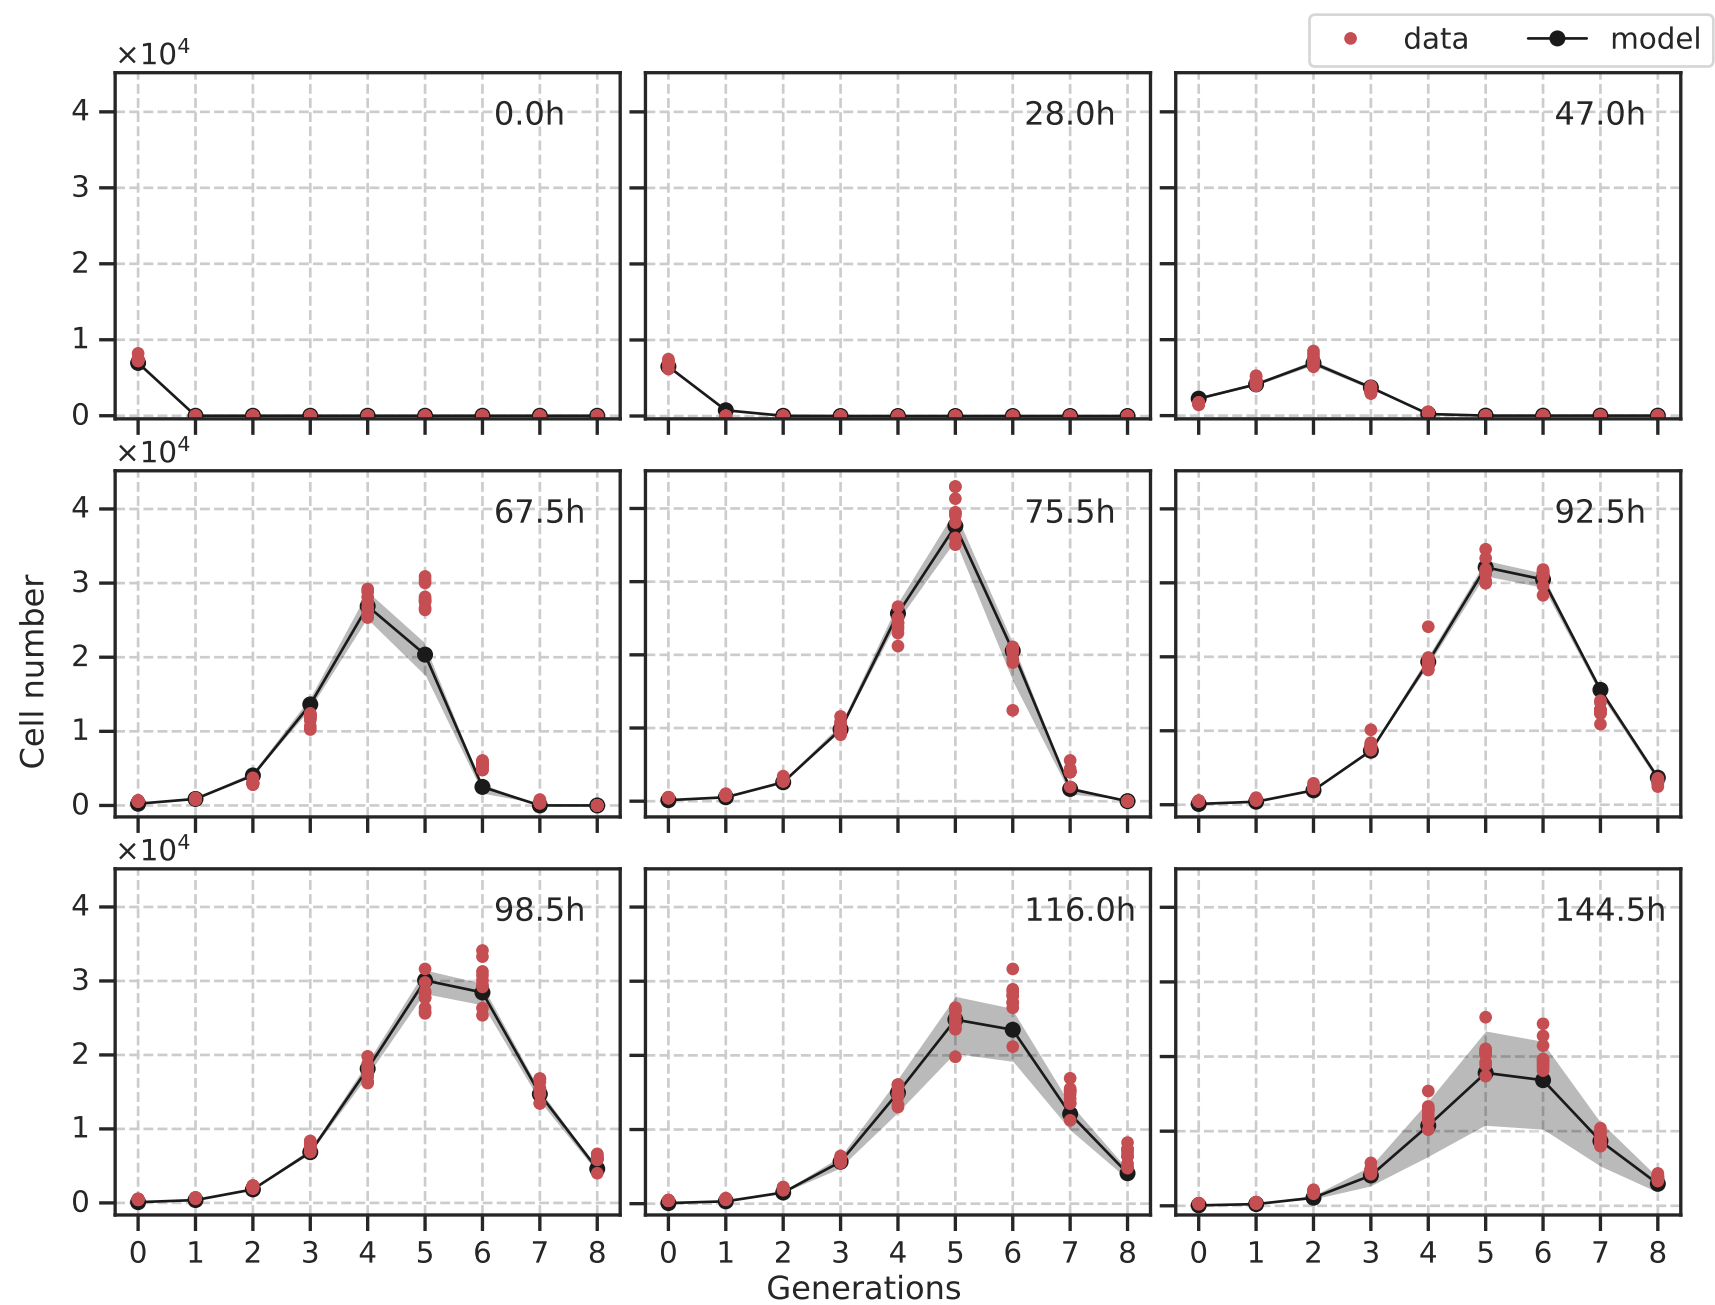 data model
×10⁴
4 3 2 1 0
0.0h
28.0h
47.0h
×10⁴
4 3 2 1 0
67.5h
75.5h
92.5h
Cell number
×10⁴
4 3 2 1 0
98.5h
116.0h
144.5h
0 1 2 3 4 5 6 7 8
0 1 2 3 4 5 6 7 8
0 1 2 3 4 5 6 7 8
Generations